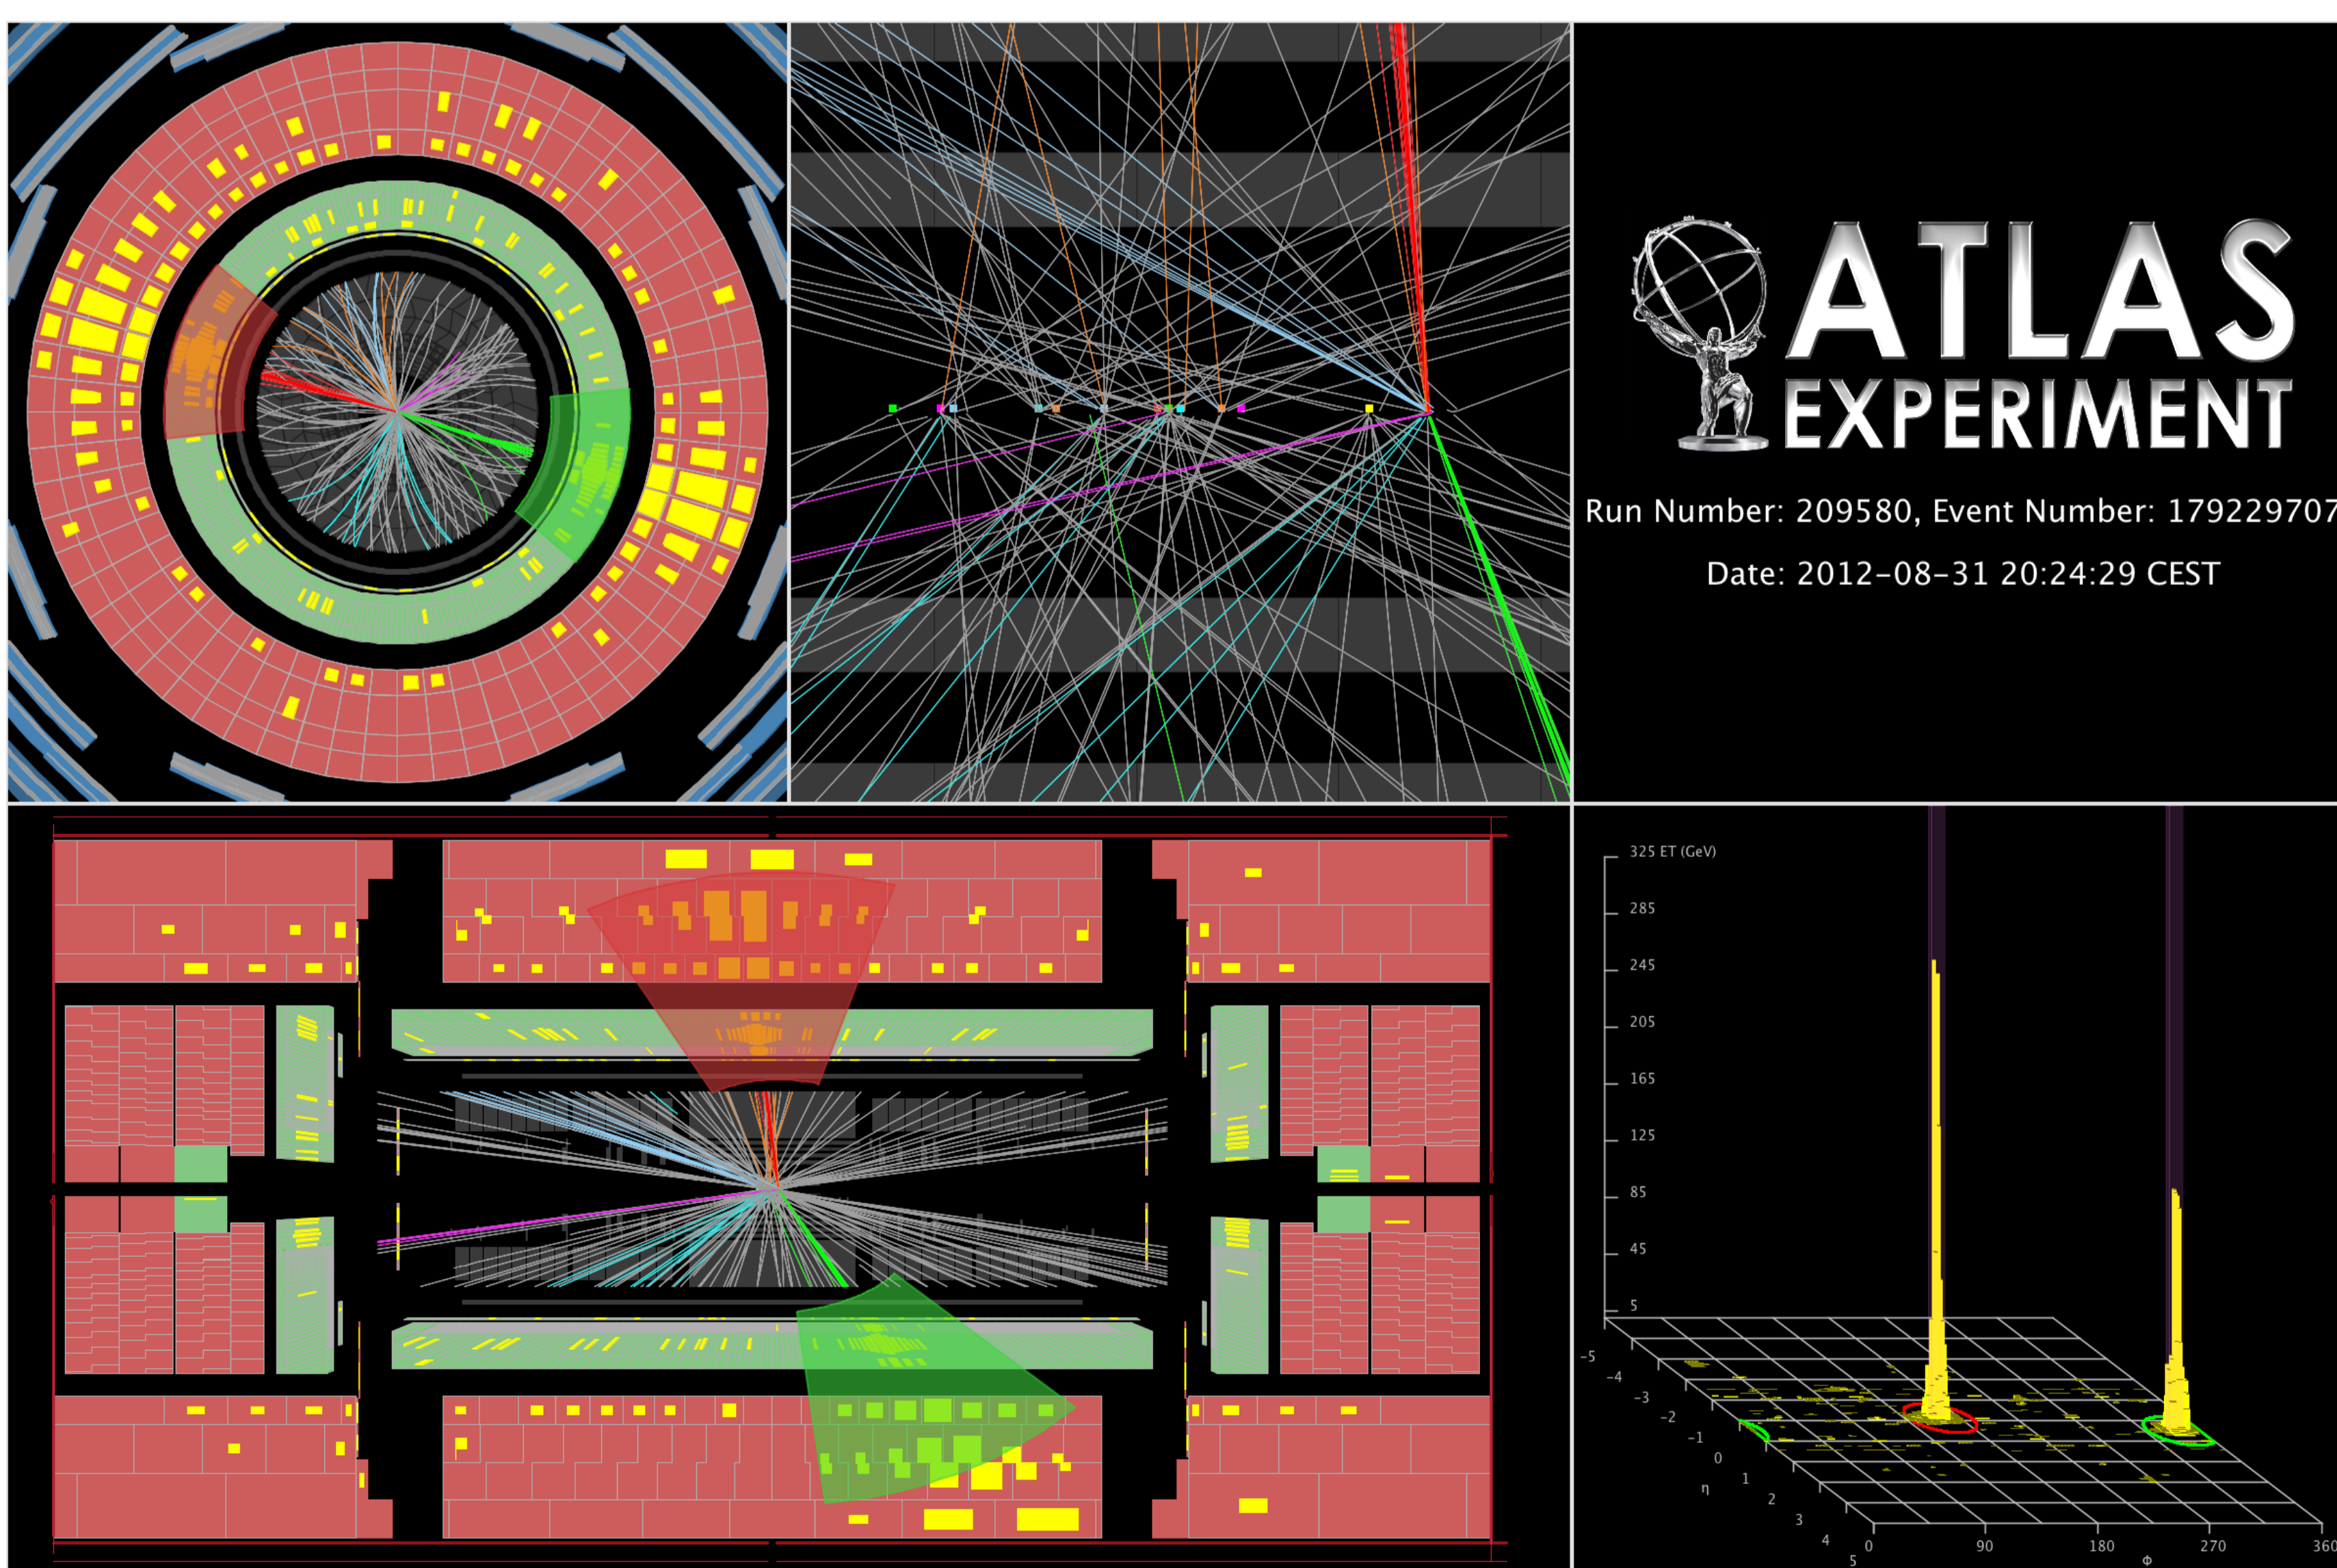 ATLAS
EXPERIMENT
Run Number: 209580, Event Number: 179229707
Date: 2012-08-31 20:24:29 CEST
325 ET (GeV)
285
245
205
165
125
85
45
5
-5
-4
-3
-2
-1
0
η 1
2
3
4
5
0 90 180 270 360
Φ